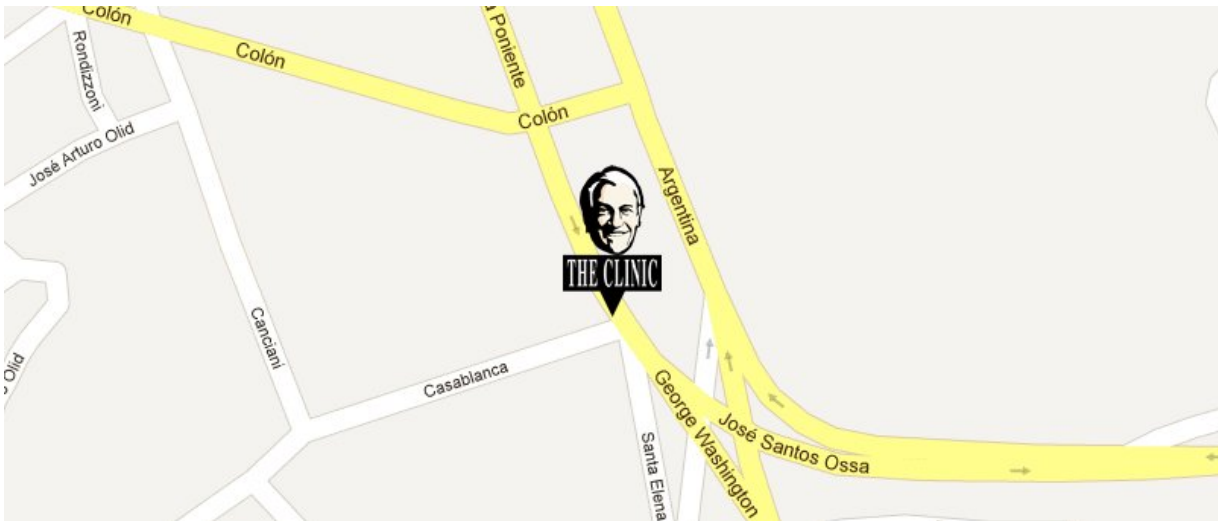 Colón
Rondizzoni
Colón
Poniente
Colón
José Arturo Olid
Argentina
THE CLINIC
Canciani
Olid
Casablanca
George Washington
José Santos Ossa
Santa Elena